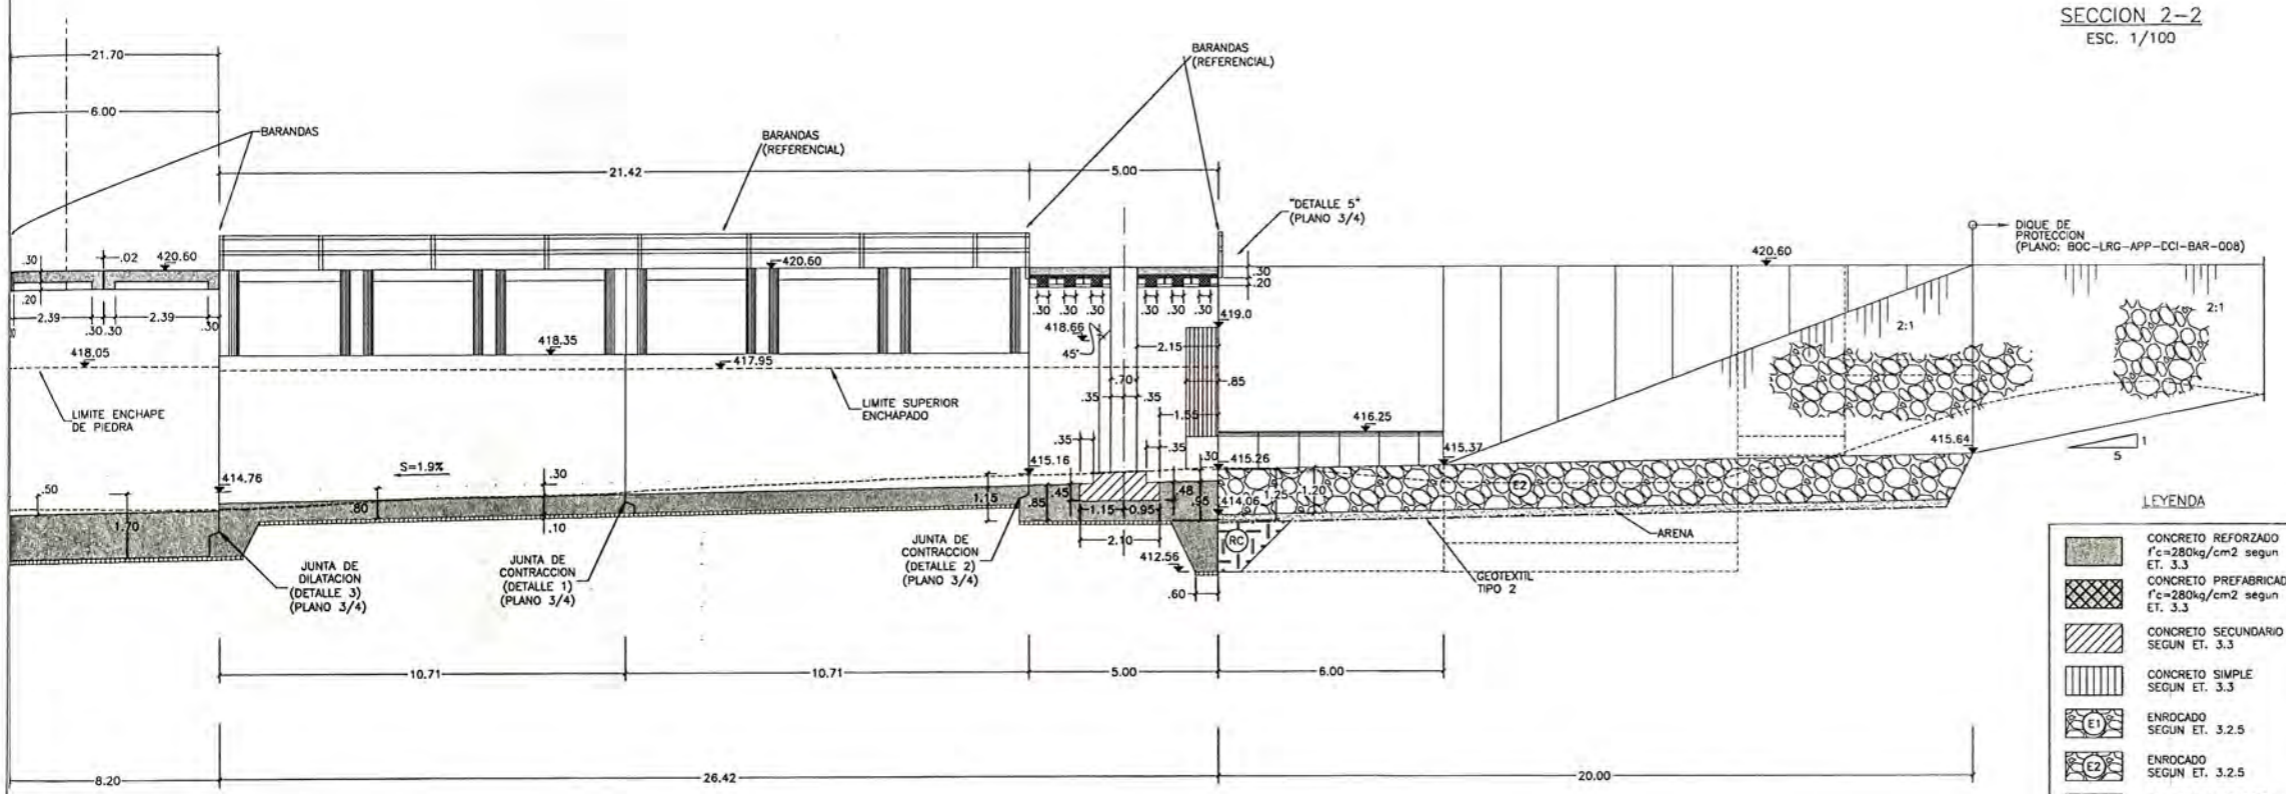 SECCION 2-2
ESC. 1/100
21.70
6.00
BARANDAS
BARANDAS
(REFERENCIAL)
BARANDAS
(REFERENCIAL)
21.42
5.00
"DETALLE 5"
(PLANO 3/4)
DIQUE DE
PROTECCION
(PLANO: BOC-LRG-APP-DCI-BAR-008)
.30
.02
420.60
420.60
420.60
.30
.20
.20
2.39
.30
.30
2.39
.30
.30
.30
.30
.30
.30
.30
419.0
418.66
45°
2:1
2:1
418.05
418.35
417.95
2.15
.70
.85
.35
.35
LIMITE ENCHAPE
DE PIEDRA
LIMITE SUPERIOR
ENCHAPADO
1.55
416.25
.35
.35
S=1.9%
414.76
.30
415.16
.30
415.26
415.37
415.64
1
5
.50
1.70
.80
.10
1.15
.85
.45
.48
.95
414.06
1.25
1.20
E2
1.15
0.95
2.10
RC
ARENA
412.56
GEOTEXTIL
TIPO 2
.60
JUNTA DE
DILATACION
(DETALLE 3)
(PLANO 3/4)
JUNTA DE
CONTRACCION
(DETALLE 1)
(PLANO 3/4)
JUNTA DE
CONTRACCION
(DETALLE 2)
(PLANO 3/4)
10.71
10.71
5.00
6.00
8.20
26.42
20.00
LEYENDA
CONCRETO REFORZADO
f'c=280kg/cm2 segun
ET. 3.3
CONCRETO PREFABRICAD
f'c=280kg/cm2 segun
ET. 3.3
CONCRETO SECUNDARIO
SEGUN ET. 3.3
CONCRETO SIMPLE
SEGUN ET. 3.3
E1
ENROCADO
SEGUN ET. 3.2.5
E2
ENROCADO
SEGUN ET. 3.2.5